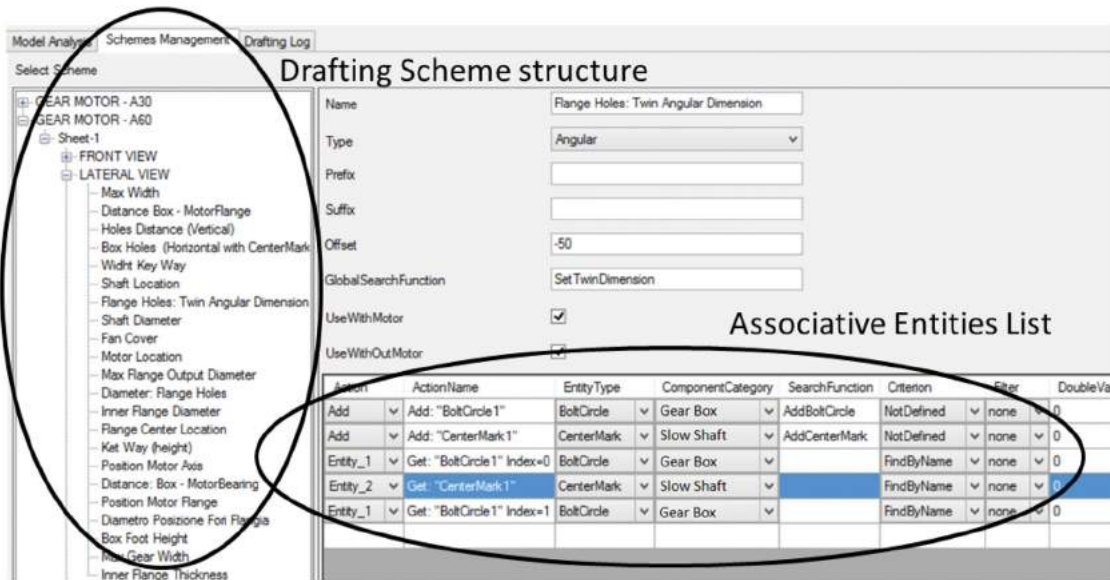 Model Analysis Schemes Management Drafting Log
Select Scheme
Drafting Scheme structure
GEAR MOTOR - A30
GEAR MOTOR - A60
Sheet-1
FRONT VIEW
LATERAL VIEW
Max Width
Distance Box - MotorFlange
Holes Distance (Vertical)
Box Holes (Horizontal with CenterMark
Widht Key Way
Shaft Location
Flange Holes: Twin Angular Dimension
Shaft Diameter
Fan Cover
Motor Location
Max Flange Output Diameter
Diameter: Flange Holes
Inner Flange Diameter
Flange Center Location
Ket Way (height)
Position Motor Axis
Distance: Box - MotorBearing
Position Motor Flange
Diametro Posizione Fori Flangia
Box Foot Height
Max Gear Width
Inner Flange Thickness
Name Flange Holes: Twin Angular Dimension
Type Angular
Prefix
Suffix
Offset -50
GlobalSearchFunction SetTwinDimension
UseWithMotor
UseWithOutMotor
Associative Entities List
Action ActionName EntityType ComponentCategory SearchFunction Criterion Filter DoubleVa
Add Add: "BoltCircle1" BoltCircle Gear Box AddBoltCircle NotDefined none 0
Add Add: "CenterMark1" CenterMark Slow Shaft AddCenterMark NotDefined none 0
Entity_1 Get: "BoltCircle1" Index=0 BoltCircle Gear Box FindByName none 0
Entity_2 Get: "CenterMark1" CenterMark Slow Shaft FindByName none 0
Entity_1 Get: "BoltCircle1" Index=1 BoltCircle Gear Box FindByName none 0